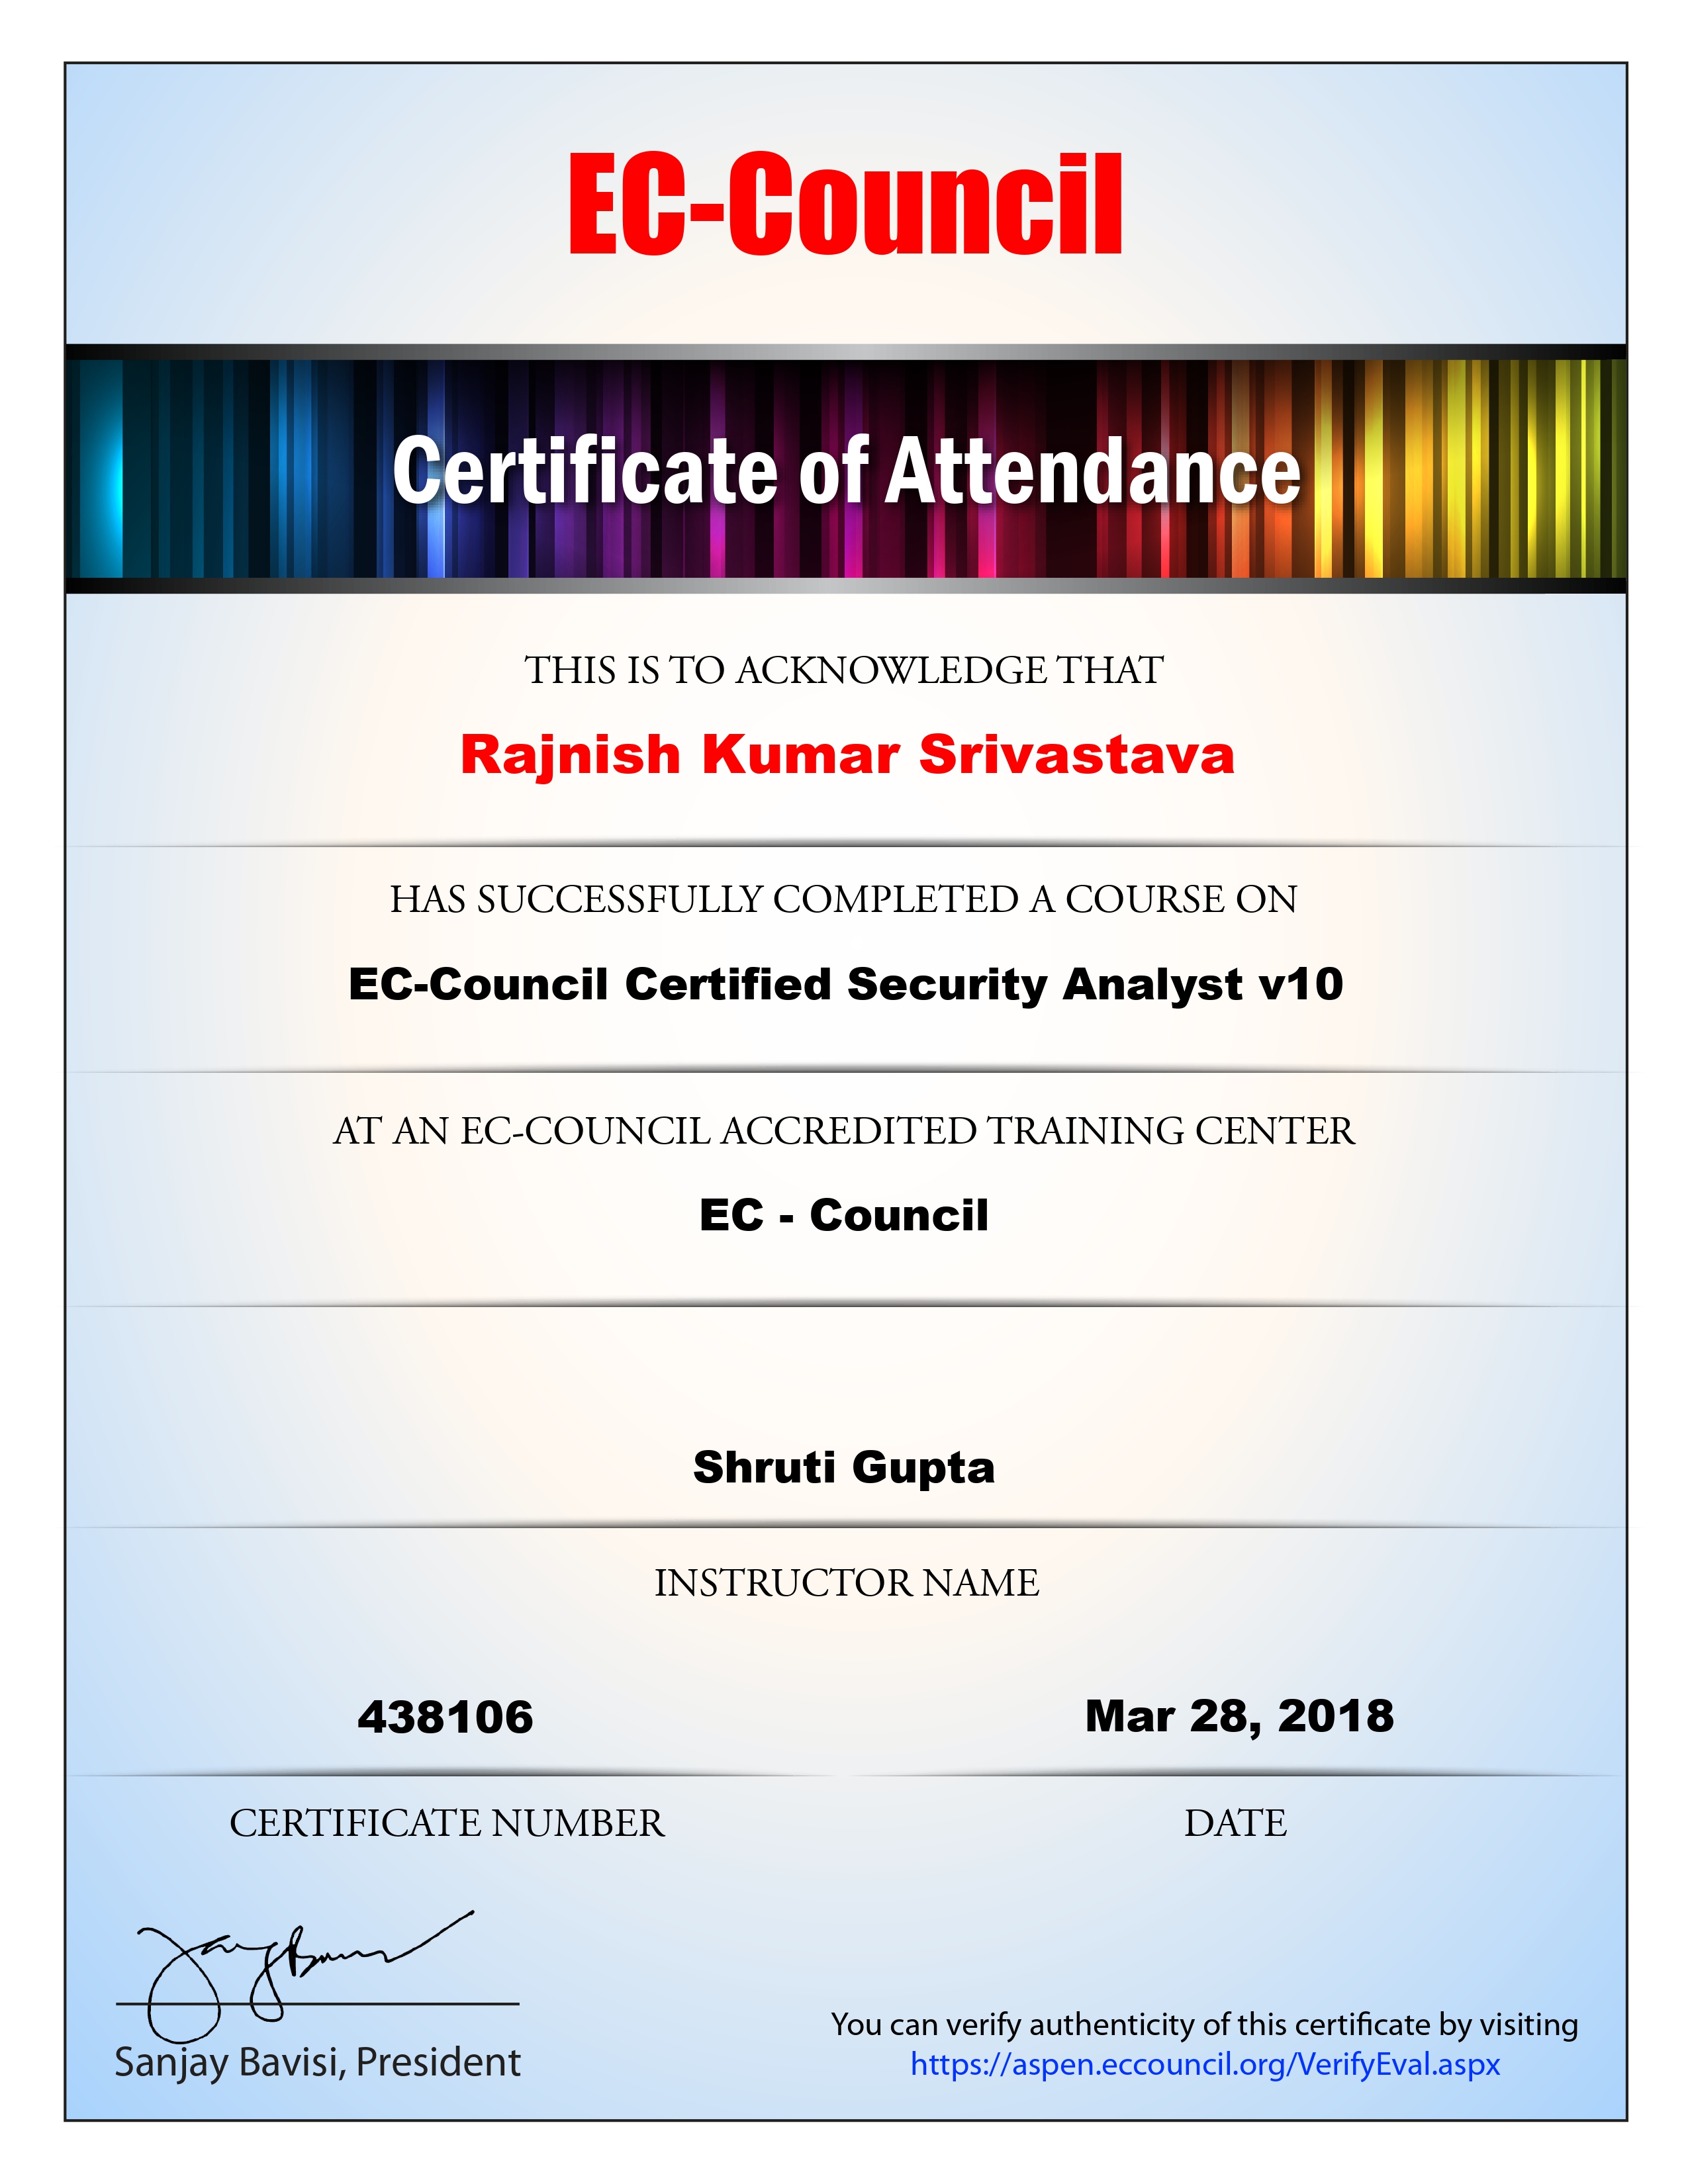 EC-Council
Certificate of Attendance
THIS IS TO ACKNOWLEDGE THAT
Rajnish Kumar Srivastava
HAS SUCCESSFULLY COMPLETED A COURSE ON
EC-Council Certified Security Analyst v10
AT AN EC-COUNCIL ACCREDITED TRAINING CENTER
EC - Council
Shruti Gupta
INSTRUCTOR NAME
438106
Mar 28, 2018
CERTIFICATE NUMBER
DATE
Sanjay Bavisi, President
You can verify authenticity of this certificate by visiting
https://aspen.eccouncil.org/VerifyEval.aspx